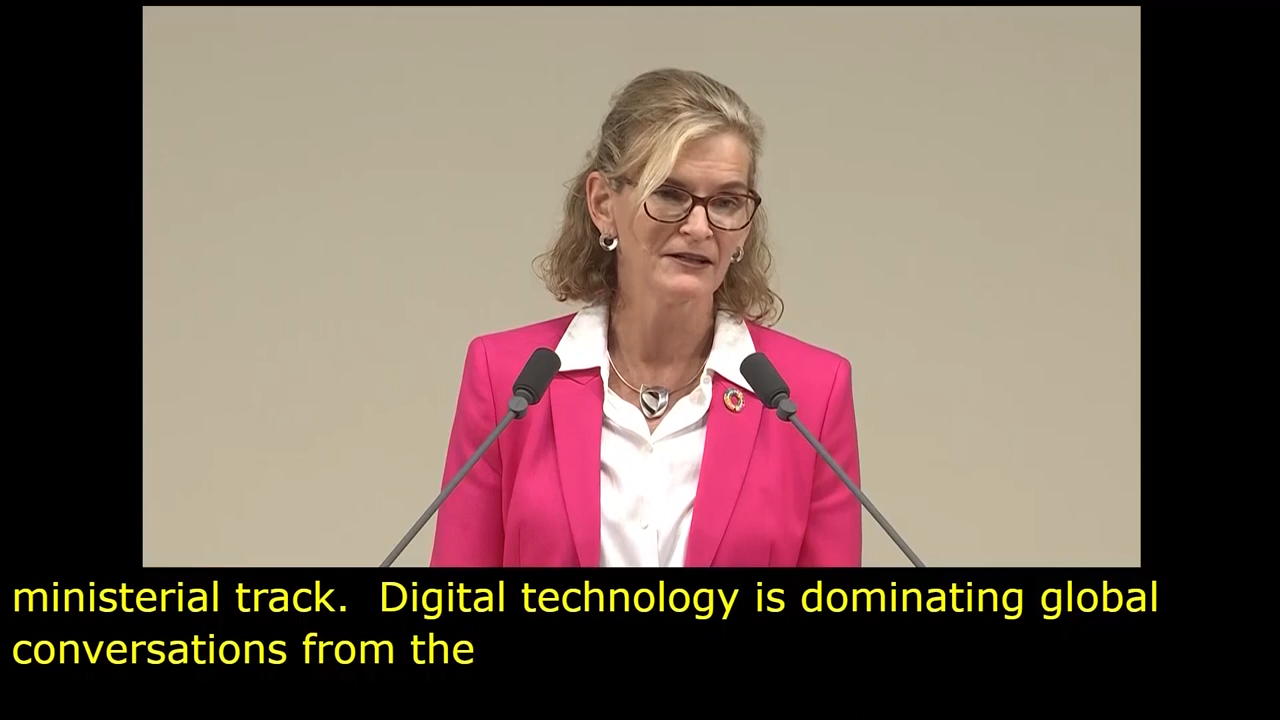 ministerial track.  Digital technology is dominating global
conversations from the